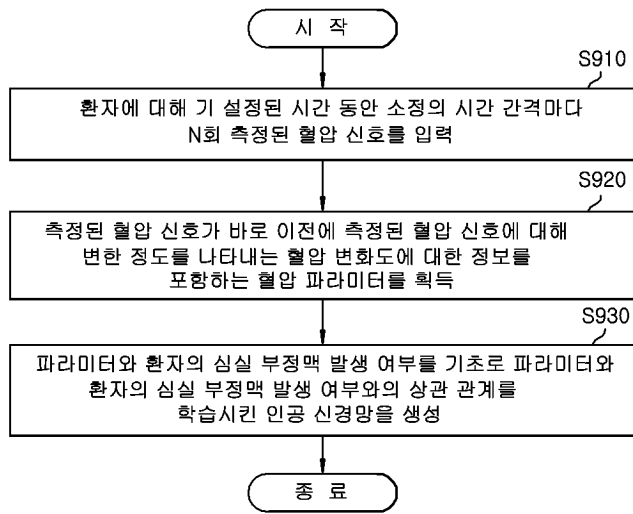 시 작
S910
환자에 대해 기 설정된 시간 동안 소정의 시간 간격마다
N회 측정된 혈압 신호를 입력
S920
측정된 혈압 신호가 바로 이전에 측정된 혈압 신호에 대해
변한 정도를 나타내는 혈압 변화도에 대한 정보를
포함하는 혈압 파라미터를 획득
S930
파라미터와 환자의 심실 부정맥 발생 여부를 기초로 파라미터와
환자의 심실 부정맥 발생 여부와의 상관 관계를
학습시킨 인공 신경망을 생성
종 료